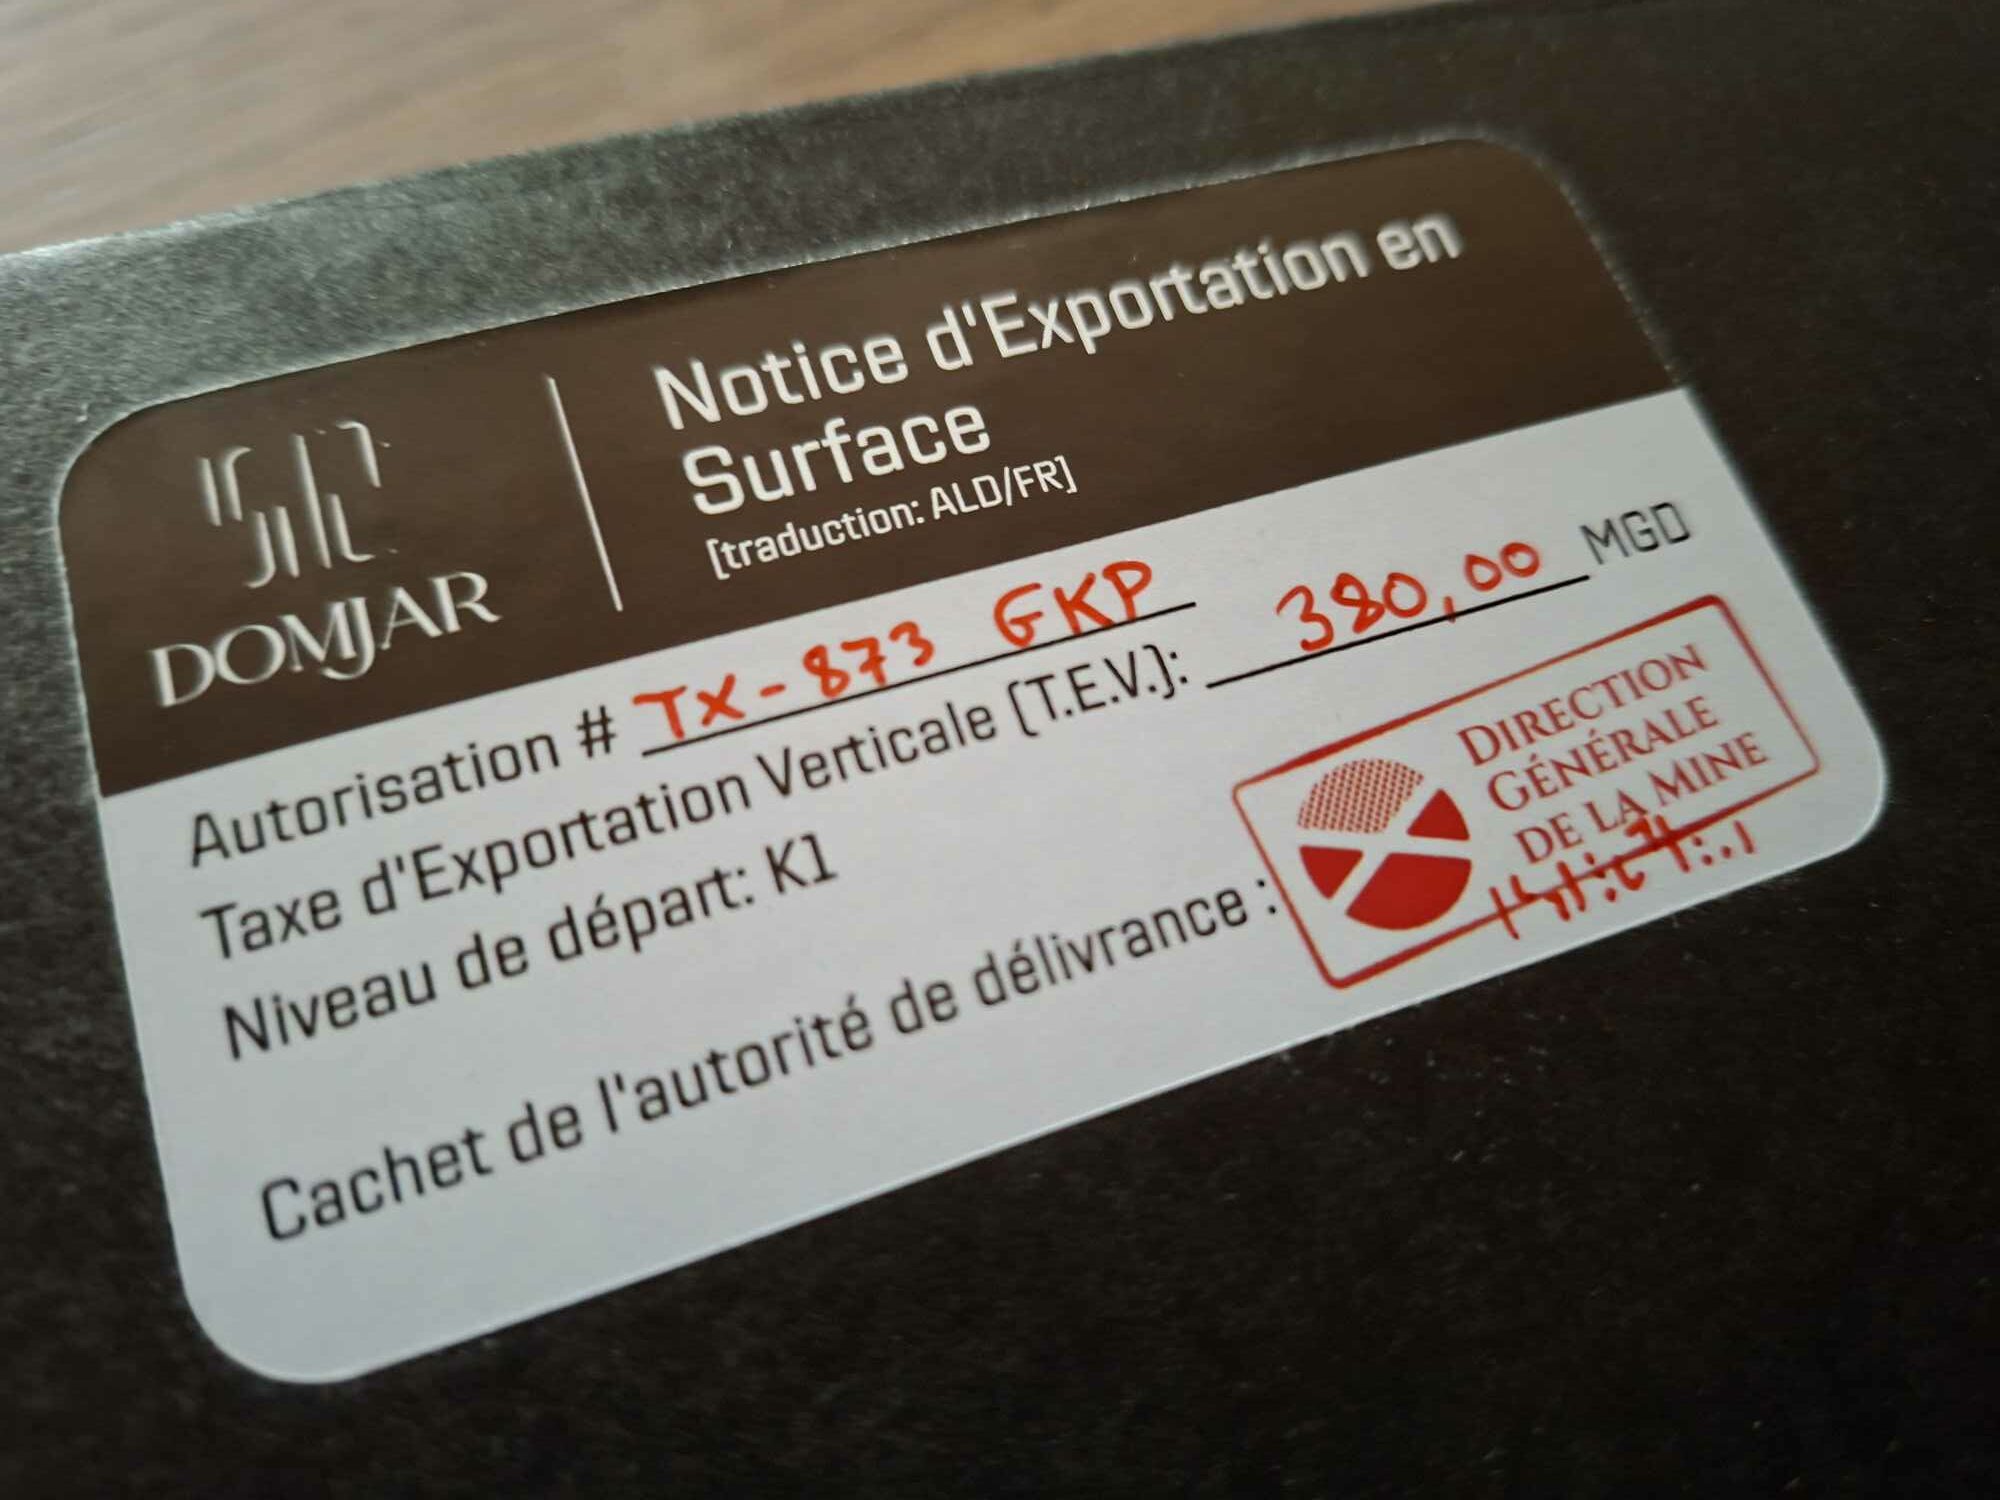 DOMJAR
Notice d'Exportation en
Surface
[traduction: ALD/FR]
Autorisation # TX-873 GKP
Taxe d'Exportation Verticale (T.E.V.): 380,00 MGD
Niveau de départ: K1
Cachet de l'autorité de délivrance :
DIRECTION
GÉNÉRALE
DE LA MINE